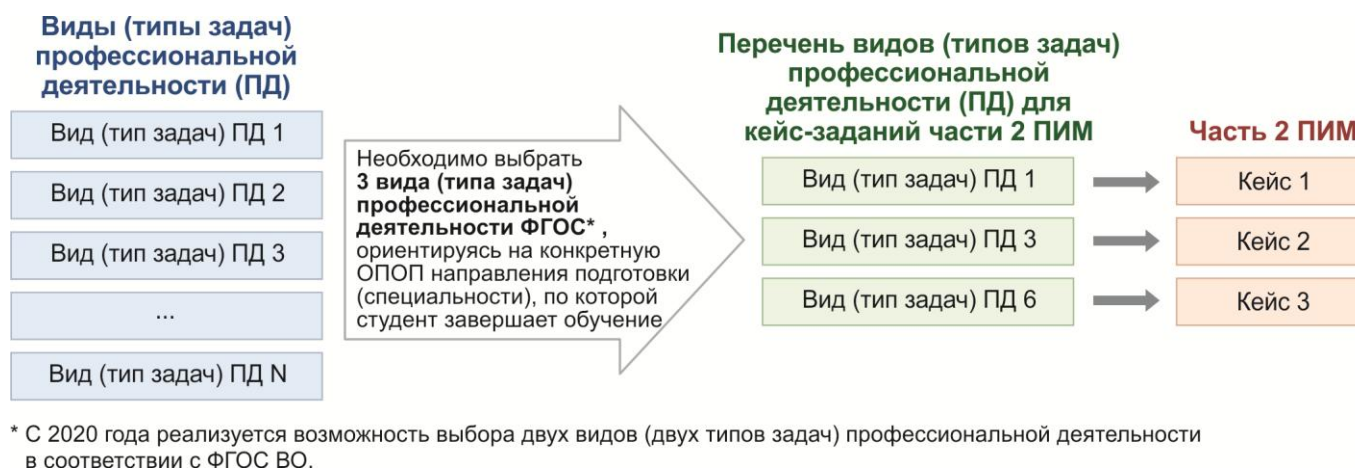 Виды (типы задач)
профессиональной
деятельности (ПД)
Вид (тип задач) ПД 1
Вид (тип задач) ПД 2
Вид (тип задач) ПД 3
...
Вид (тип задач) ПД N
Необходимо выбрать
3 вида (типа задач)
профессиональной
деятельности ФГОС* ,
ориентируясь на конкретную
ОПОП направления подготовки
(специальности), по которой
студент завершает обучение
Перечень видов (типов задач)
профессиональной
деятельности (ПД) для
кейс-заданий части 2 ПИМ
Вид (тип задач) ПД 1
Вид (тип задач) ПД 3
Вид (тип задач) ПД 6
Часть 2 ПИМ
Кейс 1
Кейс 2
Кейс 3
* С 2020 года реализуется возможность выбора двух видов (двух типов задач) профессиональной деятельности
в соответствии с ФГОС ВО.